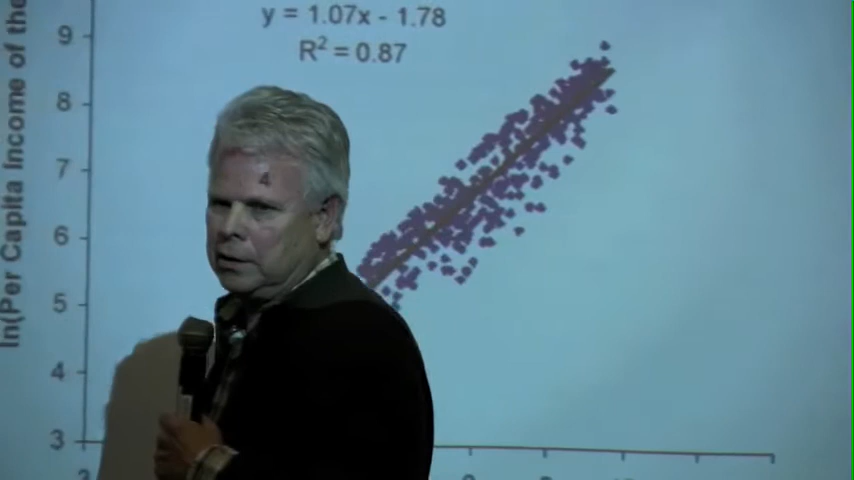 y = 1.07x - 1.78
R² = 0.87
ln(Per Capita Income of the
9
8
7
6
5
4
3
4